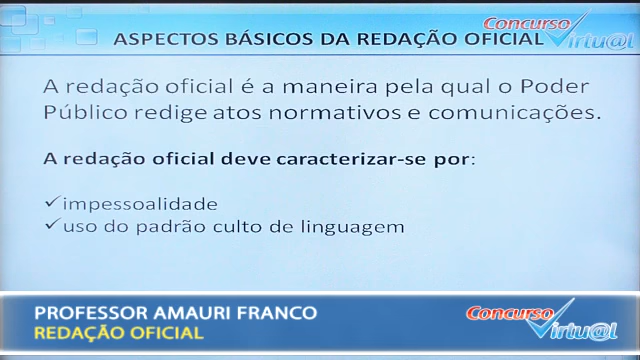 ASPECTOS BÁSICOS DA REDAÇÃO OFICIAL
Concurso
Virtu@l
A redação oficial é a maneira pela qual o Poder
Público redige atos normativos e comunicações.
A redação oficial deve caracterizar-se por:
✓impessoalidade
✓uso do padrão culto de linguagem
PROFESSOR AMAURI FRANCO
REDAÇÃO OFICIAL
Concurso
Virtu@l